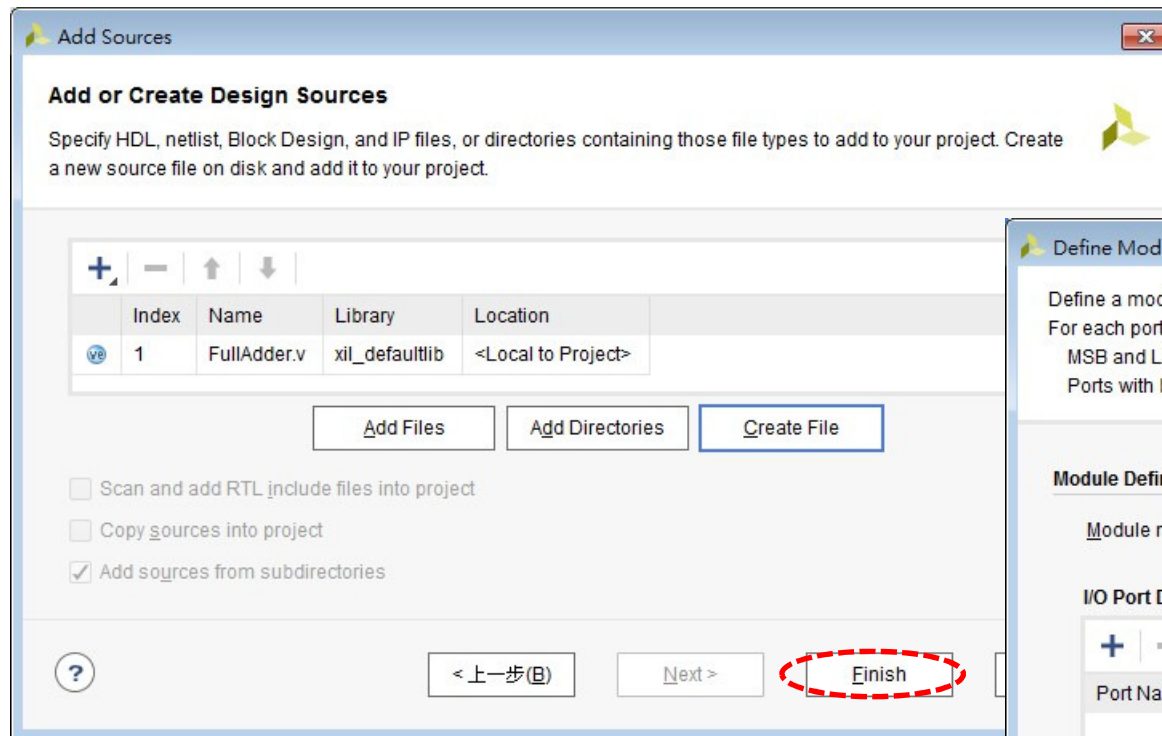 Add Sources
Add or Create Design Sources
Specify HDL, netlist, Block Design, and IP files, or directories containing those file types to add to your project. Create
a new source file on disk and add it to your project.
Index Name Library Location
1 FullAdder.v xil_defaultlib <Local to Project>
Add Files Add Directories Create File
Scan and add RTL include files into project
Copy sources into project
Add sources from subdirectories
? <上一步(B) Next > Finish
Define Mod
Define a mod
For each port
MSB and L
Ports with
Module Defi
Module
I/O Port D
Port Na